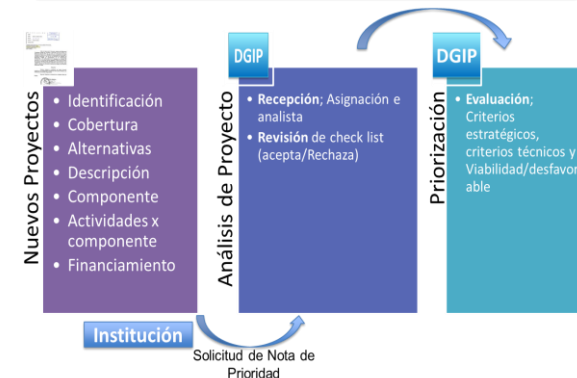 Nuevos Proyectos
• Identificación
• Cobertura
• Alternativas
• Descripción
• Componente
• Actividades x
componente
• Financiamiento
Institución
Solicitud de Nota de
Prioridad
DGIP
Análisis de Proyecto
• Recepción; Asignación e
analista
• Revisión de check list
(acepta/Rechaza)
DGIP
Priorización
• Evaluación;
Criterios
estratégicos,
criterios técnicos y
Viabilidad/desfavor
able